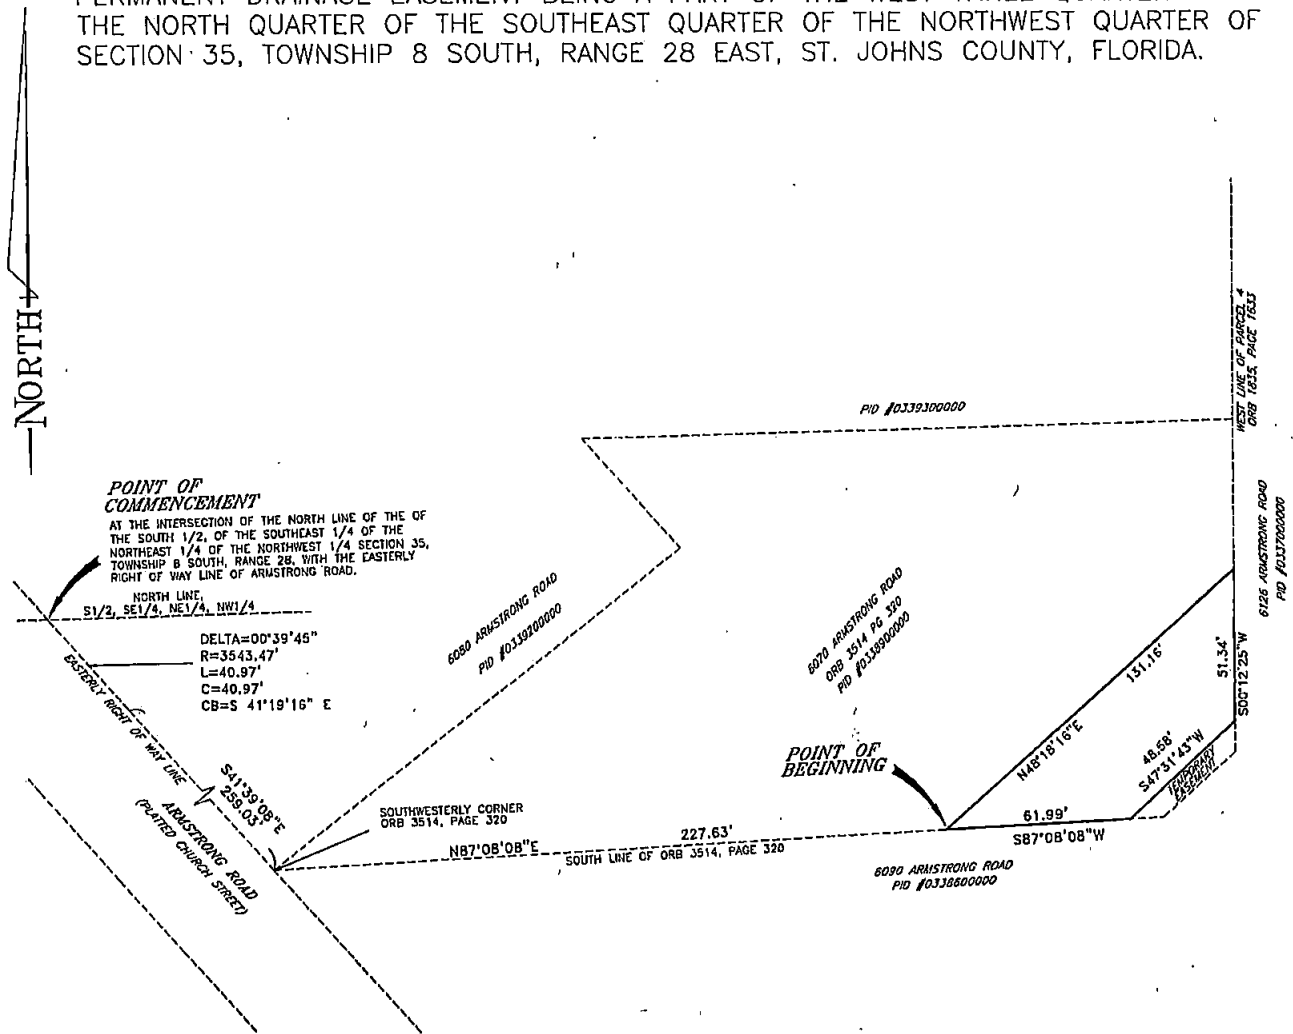 PERMANENT DRAINAGE EASEMENT BEING A PART OF THE WEST THREE QUARTER
THE NORTH QUARTER OF THE SOUTHEAST QUARTER OF THE NORTHWEST QUARTER OF
SECTION 35, TOWNSHIP 8 SOUTH, RANGE 28 EAST, ST. JOHNS COUNTY, FLORIDA.
NORTH
WEST LINE OF PARCEL 4
ORB 1835, PAGE 1633
PID #0339300000
POINT OF
COMMENCEMENT
AT THE INTERSECTION OF THE NORTH LINE OF THE OF
THE SOUTH 1/2, OF THE SOUTHEAST 1/4 OF THE
NORTHEAST 1/4 OF THE NORTHWEST 1/4 SECTION 35,
TOWNSHIP 8 SOUTH, RANGE 28, WITH THE EASTERLY
RIGHT OF WAY LINE OF ARMSTRONG ROAD.
NORTH LINE,
S1/2, SE1/4, NE1/4, NW1/4
DELTA=00°39'45"
R=3543.47'
L=40.97'
C=40.97'
CB=S 41°19'16" E
EASTERLY RIGHT OF WAY LINE
S41°39'08"E
259.03'
ARMSTRONG ROAD
(PLATTED CHURCH STREET)
6080 ARMSTRONG ROAD
PID #0339200000
6070 ARMSTRONG ROAD
ORB 3514 PG 320
PID #0338900000
6126 ARMSTRONG ROAD
PID #0337000000
POINT OF
BEGINNING
131.16'
N48°18'16"E
51.34'
S00°12'25"W
48.58'
S47°31'43"W
TEMPORARY
EASEMENT
SOUTHWESTERLY CORNER
ORB 3514, PAGE 320
61.99'
S87°08'08"W
227.63'
N87°08'08"E
SOUTH LINE OF ORB 3514, PAGE 320
6090 ARMSTRONG ROAD
PID #0338600000